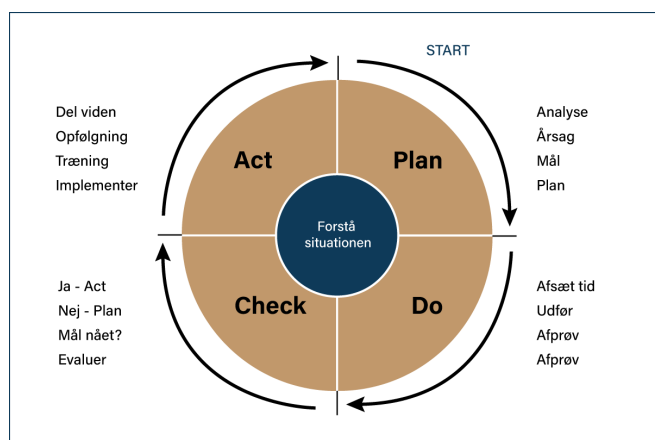 START
Del viden
Opfølgning
Træning
Implementer
Act
Plan
Analyse
Årsag
Mål
Plan
Forstå
situationen
Ja - Act
Nej - Plan
Mål nået?
Evaluer
Check
Do
Afsæt tid
Udfør
Afprøv
Afprøv